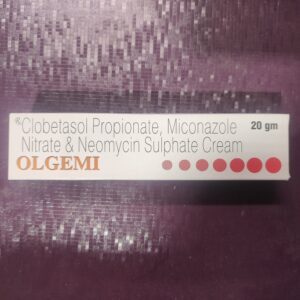 ℞Clobetasol Propionate, Miconazole 20 gm
Nitrate & Neomycin Sulphate Cream
OLGEMI